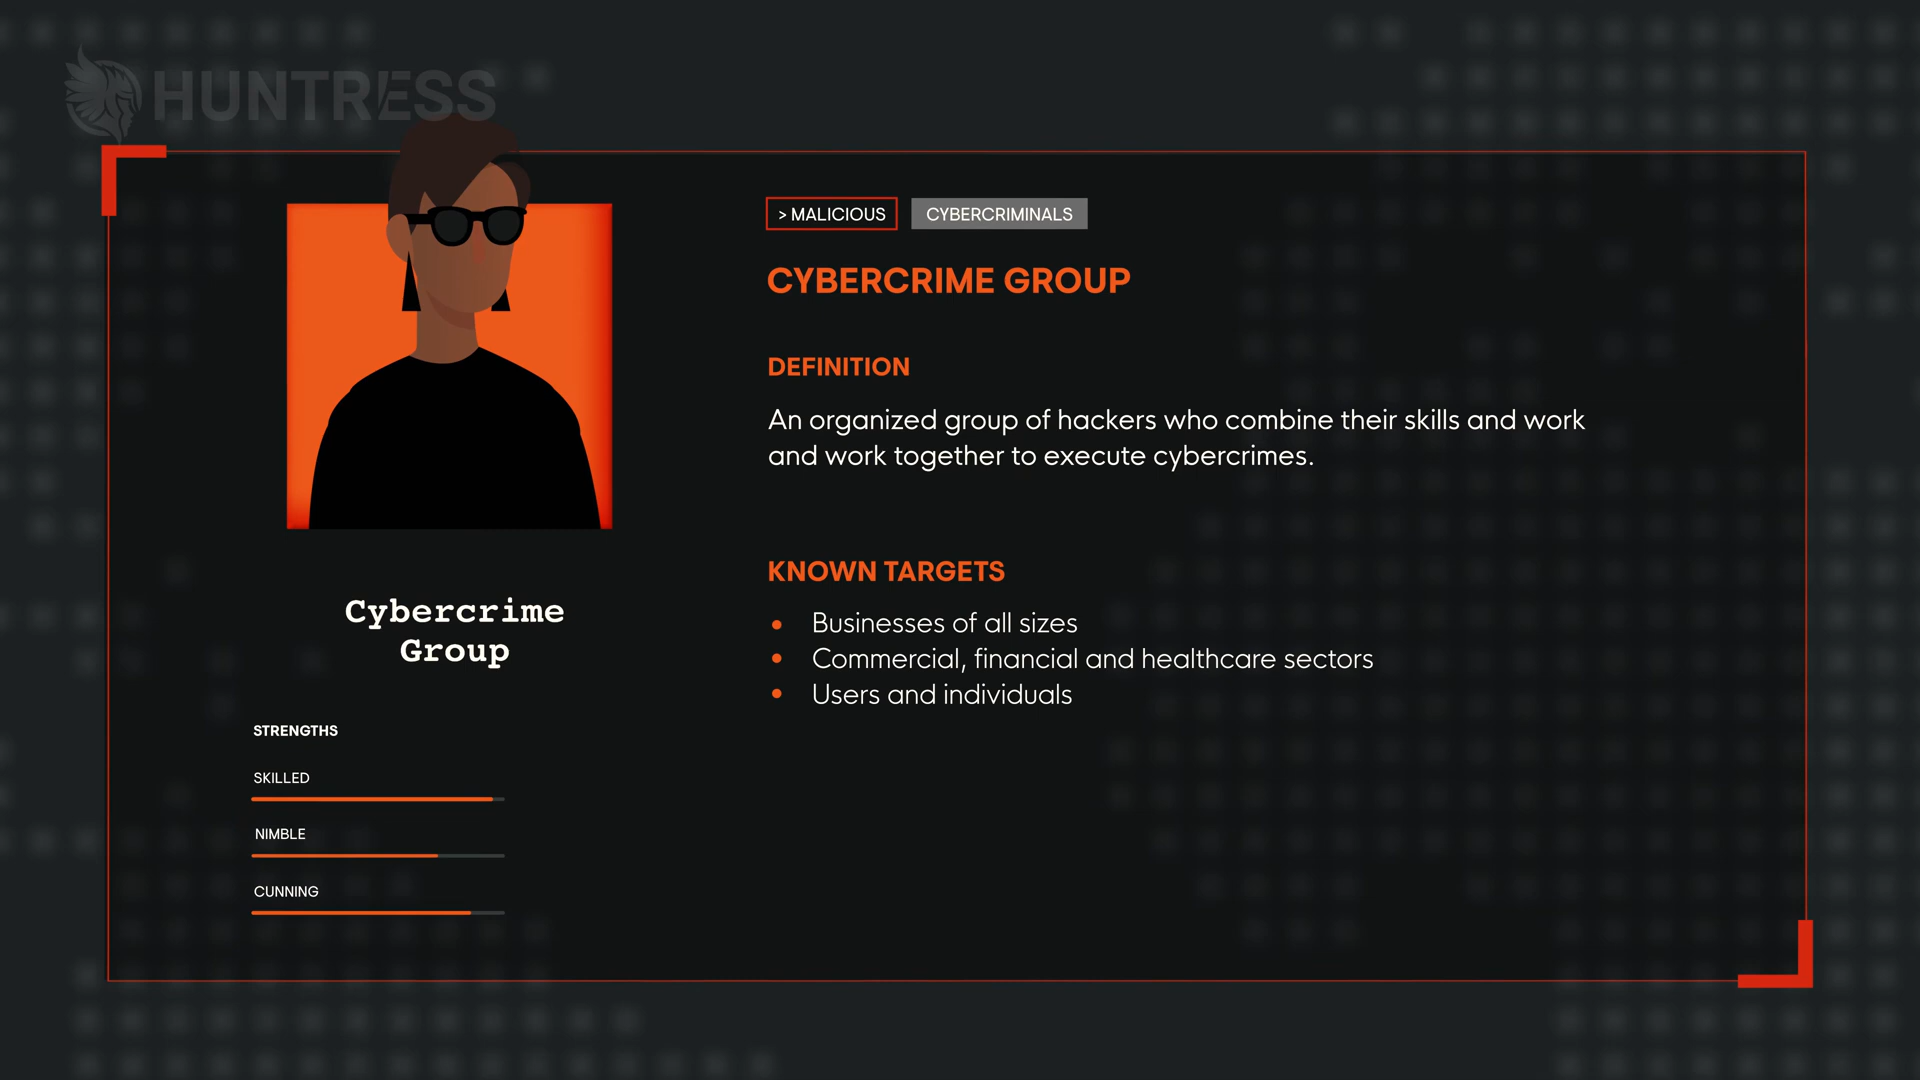 HUNTRESS
> MALICIOUS
CYBERCRIMINALS
CYBERCRIME GROUP
DEFINITION
An organized group of hackers who combine their skills and work
and work together to execute cybercrimes.
KNOWN TARGETS
• Businesses of all sizes
• Commercial, financial and healthcare sectors
• Users and individuals
Cybercrime
Group
STRENGTHS
SKILLED
NIMBLE
CUNNING